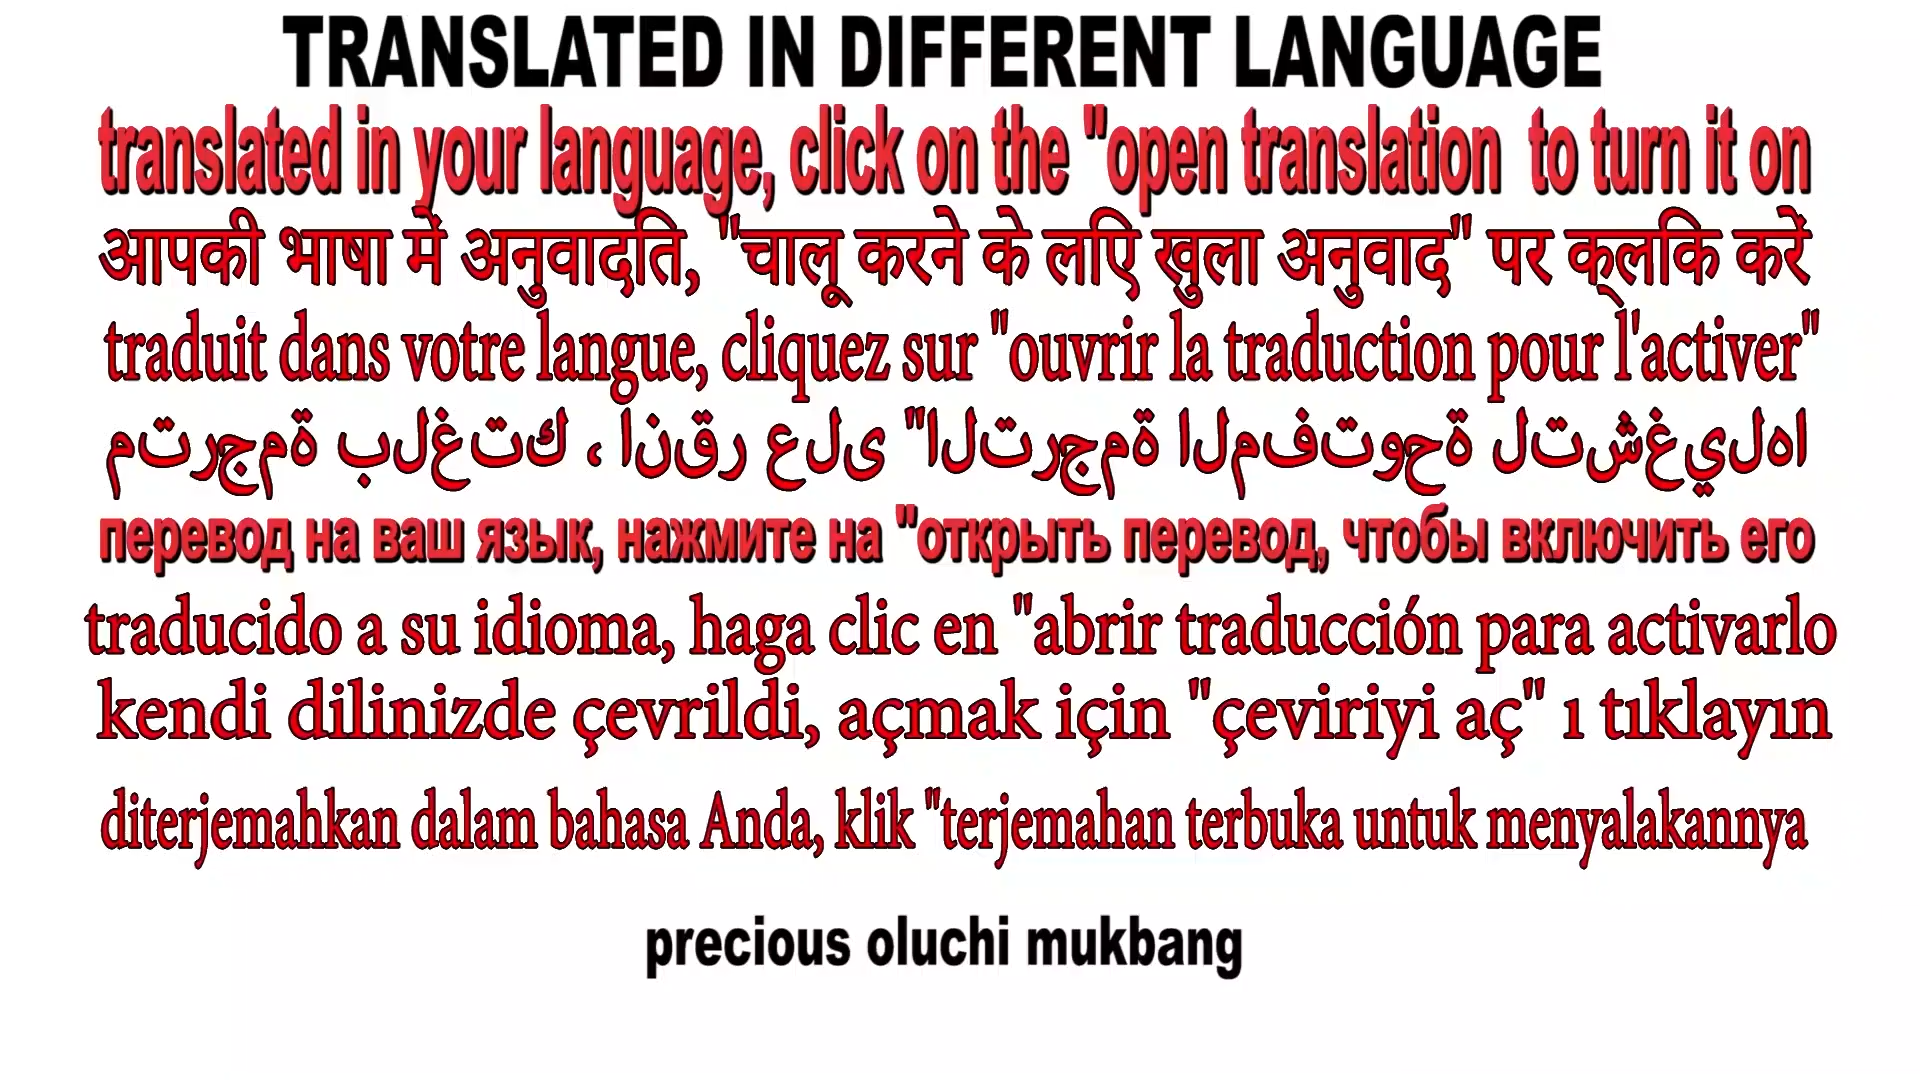 TRANSLATED IN DIFFERENT LANGUAGE
translated in your language, click on the "open translation to turn it on
आपकी भाषा में अनुवादति, "चालू करने के लएि खुला अनुवाद" पर क्लकि करें
traduit dans votre langue, cliquez sur "ouvrir la traduction pour l'activer"
مترجمة بلغتك ، انقر على "الترجمة المفتوحة لتشغيلها
перевод на ваш язык, нажмите на "открыть перевод, чтобы включить его
traducido a su idioma, haga clic en "abrir traducción para activarlo
kendi dilinizde çevrildi, açmak için "çeviriyi aç" ı tıklayın
diterjemahkan dalam bahasa Anda, klik "terjemahan terbuka untuk menyalakannya
precious oluchi mukbang